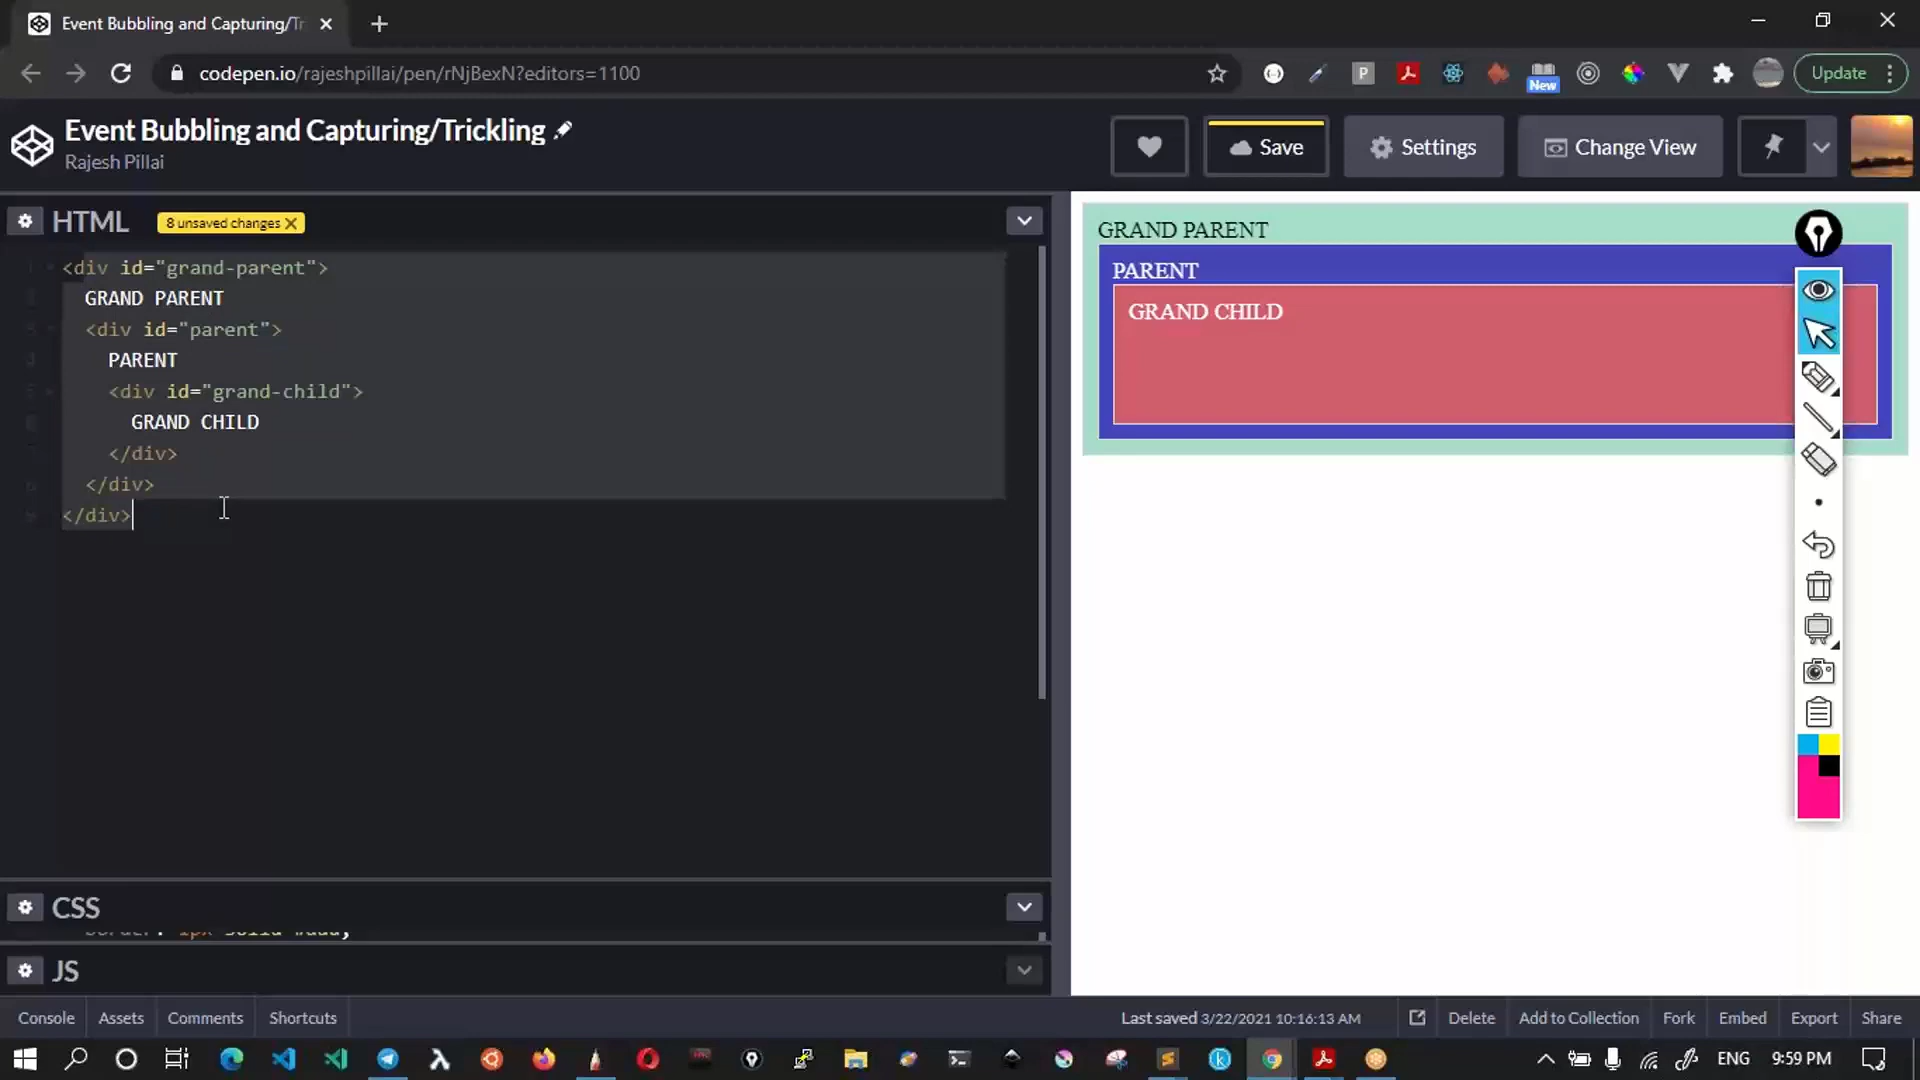 Event Bubbling and Capturing/Tr
codepen.io/rajeshpillai/pen/rNjBexN?editors=1100
P
New
Update
Event Bubbling and Capturing/Trickling
Rajesh Pillai
Save
Settings
Change View
HTML
8 unsaved changes
<div id="grand-parent">
GRAND PARENT
<div id="parent">
PARENT
<div id="grand-child">
GRAND CHILD
</div>
</div>
</div>
GRAND PARENT
PARENT
GRAND CHILD
CSS
JS
Console
Assets
Comments
Shortcuts
Last saved 3/22/2021 10:16:13 AM
Delete
Add to Collection
Fork
Embed
Export
Share
ENG
9:59 PM